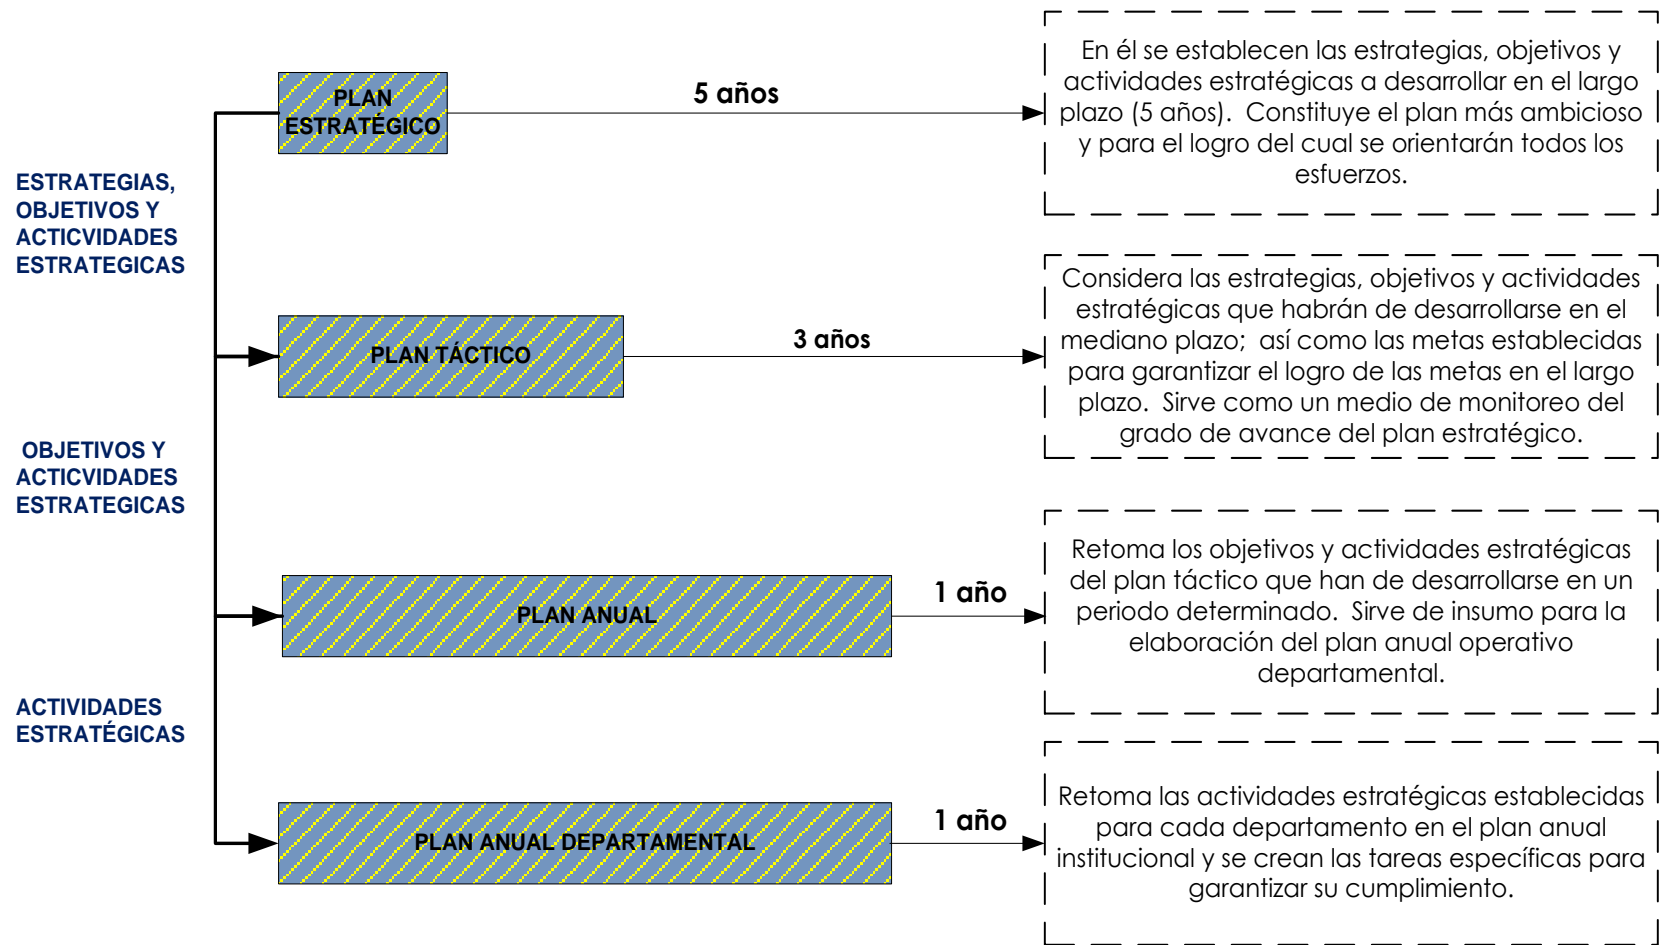 PLAN
ESTRATÉGICO
5 años
En él se establecen las estrategias, objetivos y
actividades estratégicas a desarrollar en el largo
plazo (5 años).  Constituye el plan más ambicioso
y para el logro del cual se orientarán todos los
esfuerzos.
ESTRATEGIAS,
OBJETIVOS Y
ACTICVIDADES
ESTRATEGICAS
PLAN TÁCTICO
3 años
Considera las estrategias, objetivos y actividades
estratégicas que habrán de desarrollarse en el
mediano plazo;  así como las metas establecidas
para garantizar el logro de las metas en el largo
plazo.  Sirve como un medio de monitoreo del
grado de avance del plan estratégico.
OBJETIVOS Y
ACTICVIDADES
ESTRATEGICAS
PLAN ANUAL
1 año
Retoma los objetivos y actividades estratégicas
del plan táctico que han de desarrollarse en un
periodo determinado.  Sirve de insumo para la
elaboración del plan anual operativo
departamental.
ACTIVIDADES
ESTRATÉGICAS
PLAN ANUAL DEPARTAMENTAL
1 año
Retoma las actividades estratégicas establecidas
para cada departamento en el plan anual
institucional y se crean las tareas específicas para
garantizar su cumplimiento.